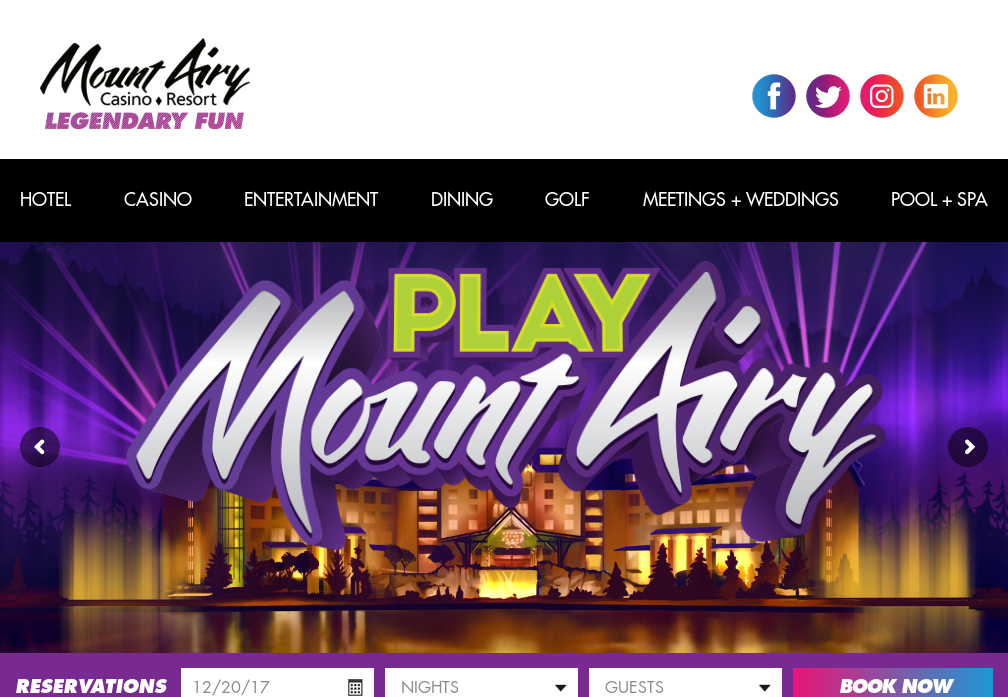 Mount Airy
Casino ♦ Resort
LEGENDARY FUN
HOTEL CASINO ENTERTAINMENT DINING GOLF MEETINGS + WEDDINGS POOL + SPA
PLAY
Mount Airy
RESERVATIONS 12/20/17 NIGHTS GUESTS BOOK NOW